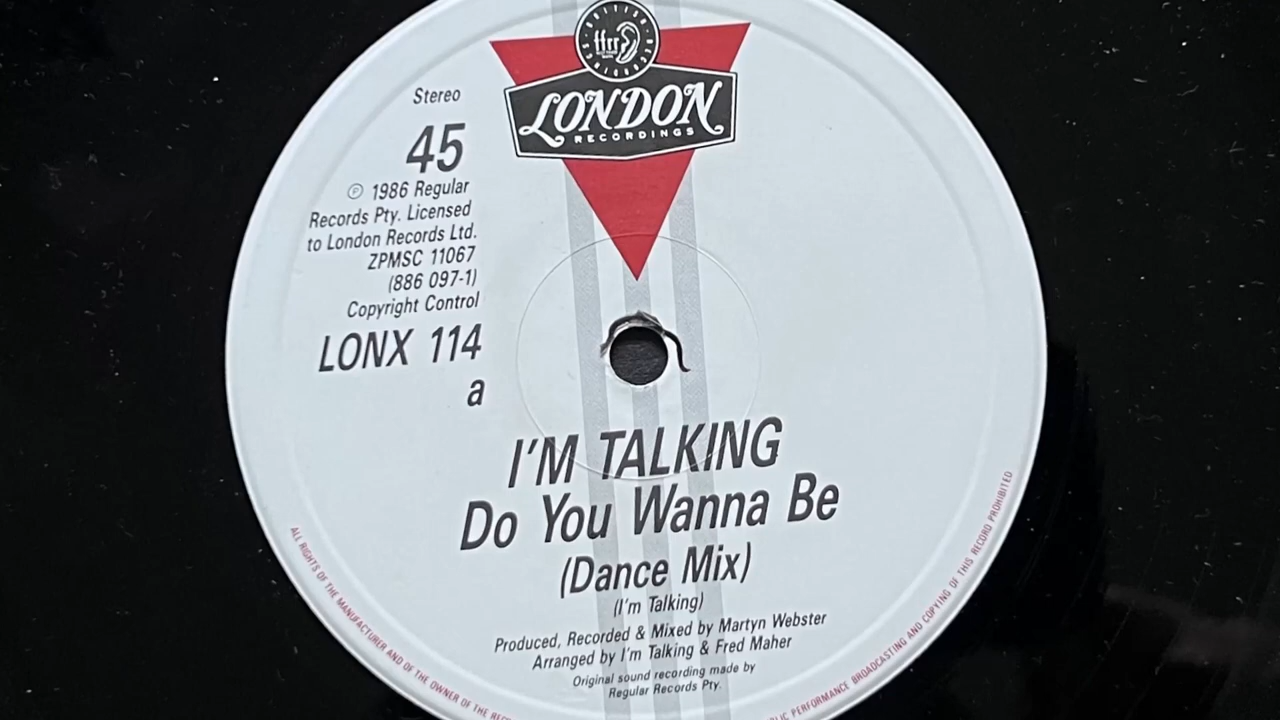 ffrr
LONDON
RECORDINGS
Stereo
45
℗ 1986 Regular
Records Pty. Licensed
to London Records Ltd.
ZPMSC 11067
(886 097-1)
Copyright Control
LONX 114
a
I'M TALKING
Do You Wanna Be
(Dance Mix)
(I'm Talking)
Produced, Recorded & Mixed by Martyn Webster
Arranged by I'm Talking & Fred Maher
Original sound recording made by
Regular Records Pty.
ALL RIGHTS OF THE MANUFACTURER AND OF THE OWNER OF THE
PERFORMANCE BROADCASTING AND COPYING OF THIS RECORD PROHIBITED